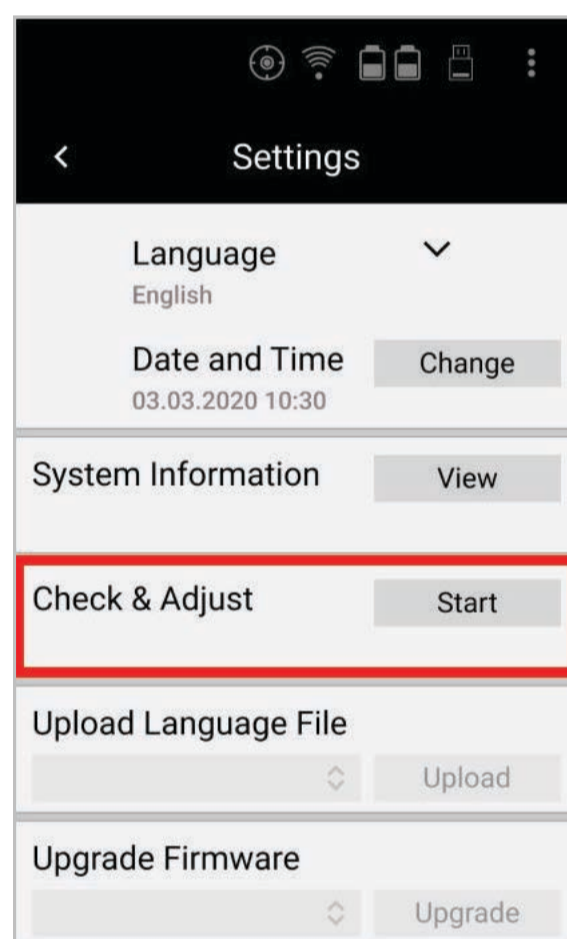 Settings
Language
English
Date and Time
Change
03.03.2020 10:30
System Information
View
Check & Adjust
Start
Upload Language File
Upload
Upgrade Firmware
Upgrade